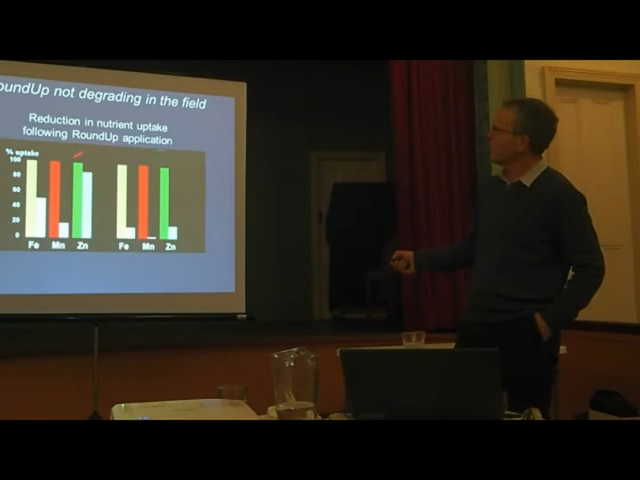 oundUp not degrading in the field
Reduction in nutrient uptake
following RoundUp application
% uptake
100
80
60
40
20
0
Fe Mn Zn Fe Mn Zn